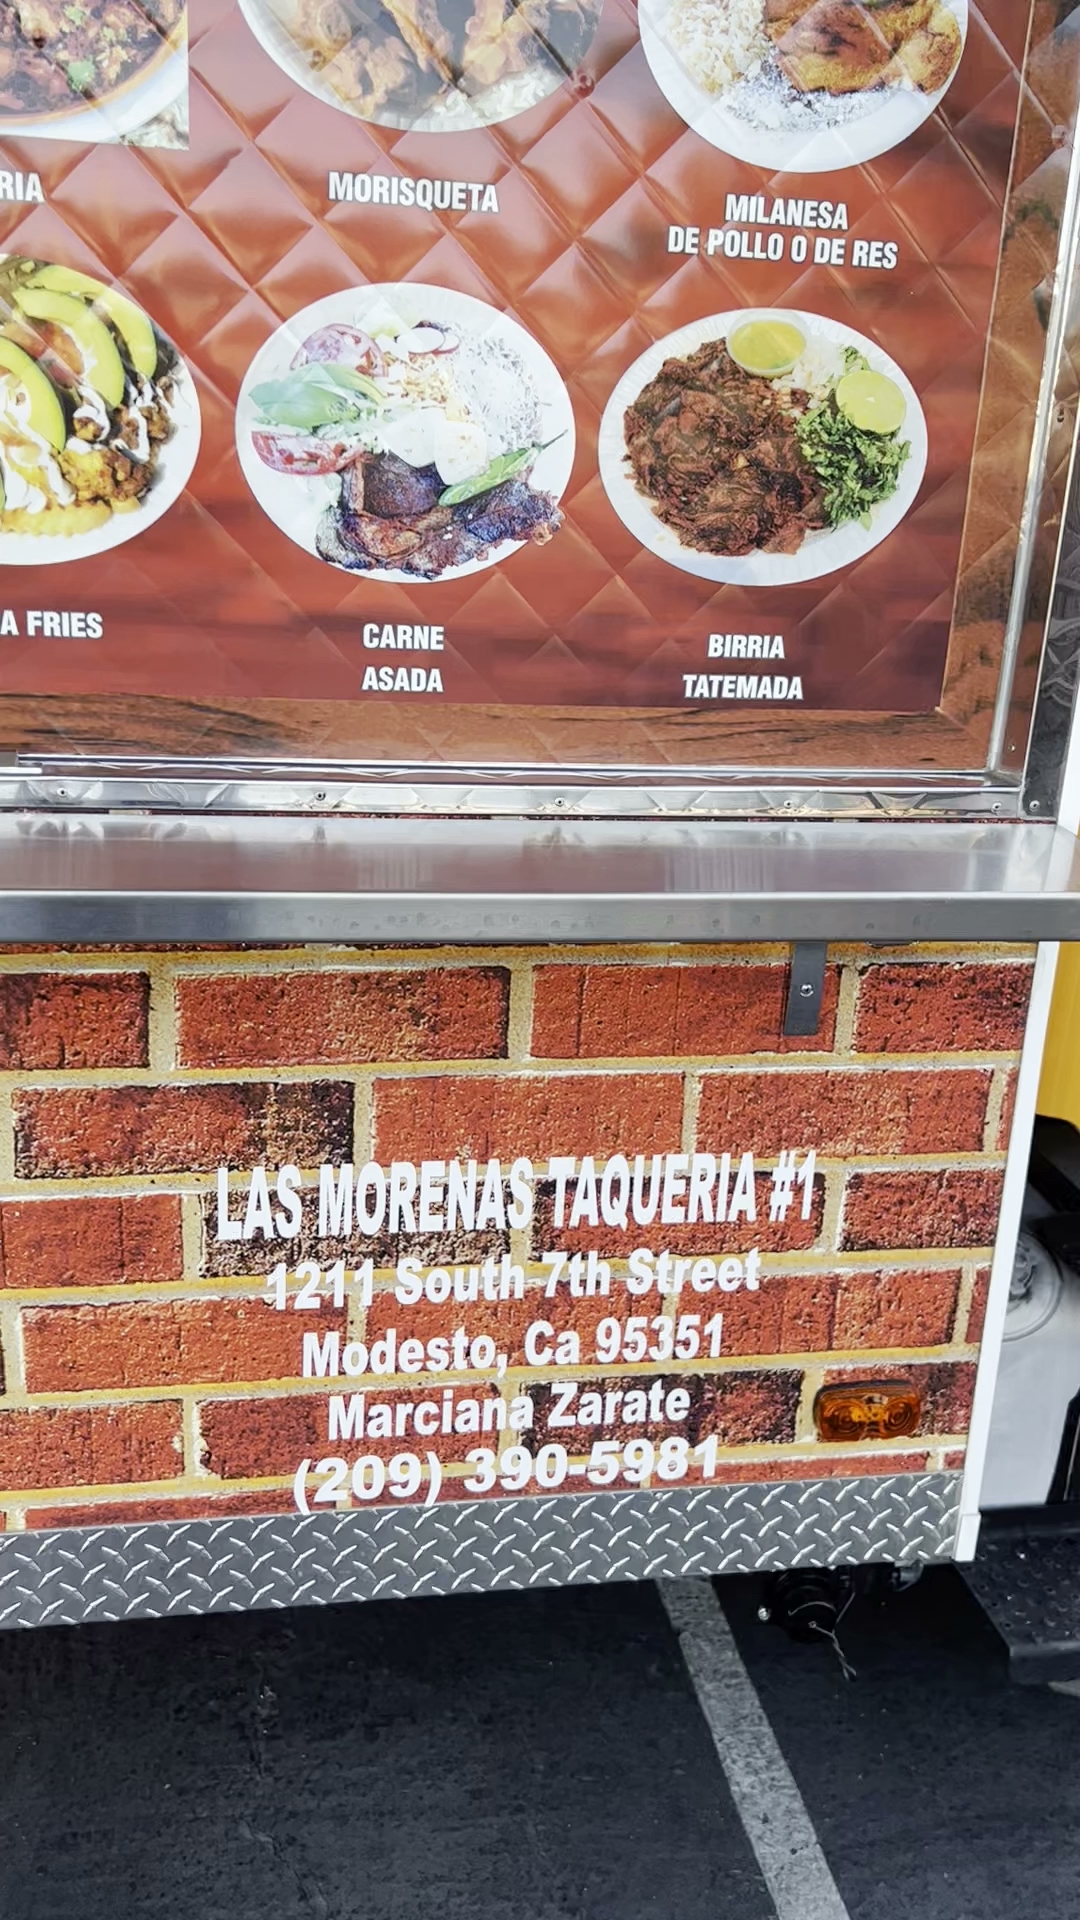 RIA
MORISQUETA
MILANESA
DE POLLO O DE RES
A FRIES
CARNE
ASADA
BIRRIA
TATEMADA
LAS MORENAS TAQUERIA #1
1211 South 7th Street
Modesto, Ca 95351
Marciana Zarate
(209) 390-5981